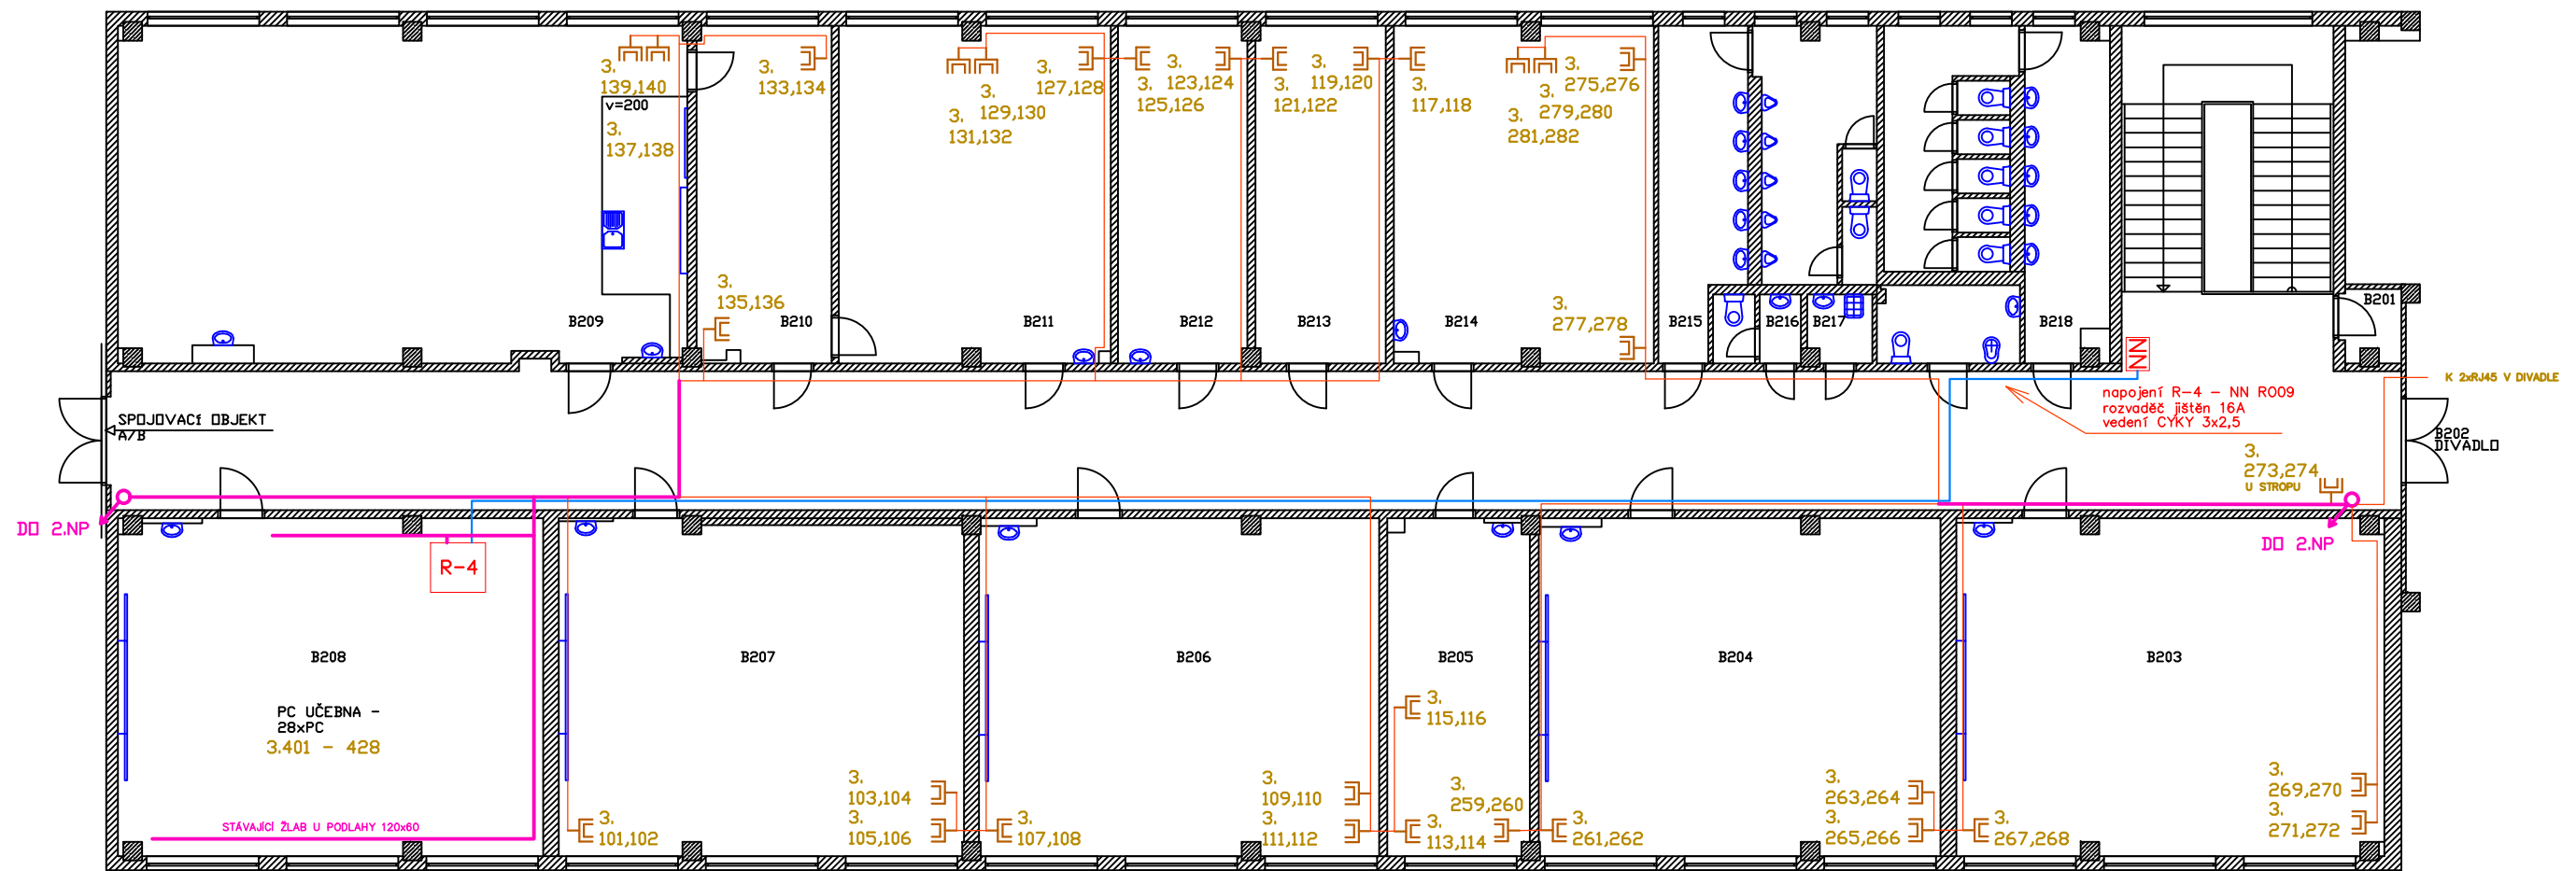 3.
139,140
v=200
3.
137,138
3.
133,134
3.
135,136
3.
127,128
3.
129,130
3.
131,132
3.
123,124
3.
125,126
3.
119,120
3.
121,122
3.
117,118
3.
275,276
3.
279,280
3.
281,282
3.
277,278
B209
B210
B211
B212
B213
B214
B215
B216
B217
B218
B201
NN
K 2xRJ45 V DIVADLE
napojení R-4 - NN RO09
rozvaděč jištěn 16A
vedení CYKY 3x2,5
SPOJOVACÍ OBJEKT
A/B
B202
DIVADLO
3.
273,274
U STROPU
DO 2.NP
DO 2.NP
R-4
B208
B207
B206
B205
B204
B203
PC UČEBNA -
28xPC
3.401 - 428
STÁVAJÍCÍ ŽLAB U PODLAHY 120x60
3.
101,102
3.
103,104
3.
105,106
3.
107,108
3.
109,110
3.
111,112
3.
115,116
3.
259,260
3.
113,114
3.
261,262
3.
263,264
3.
265,266
3.
267,268
3.
269,270
3.
271,272